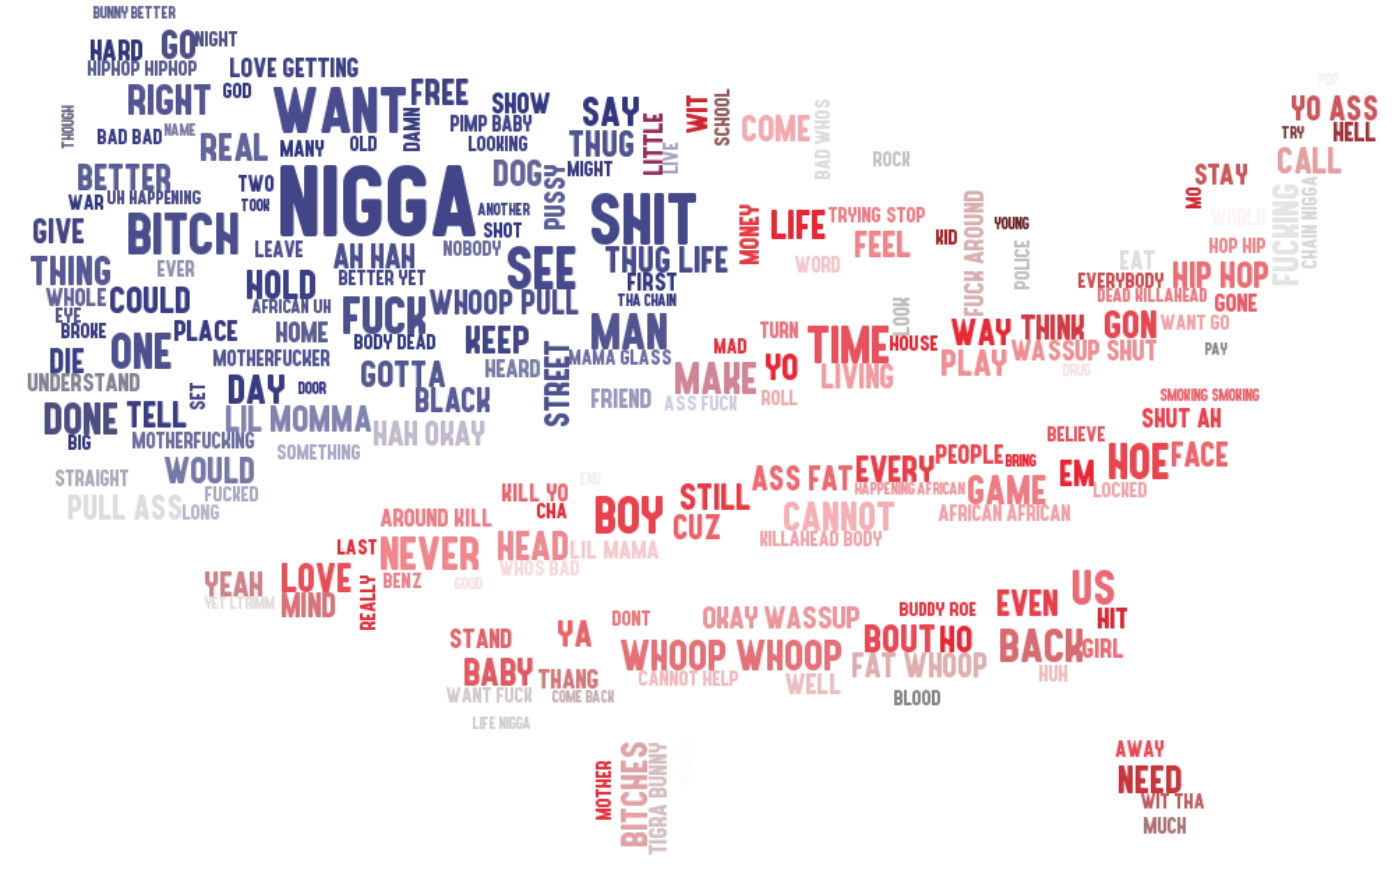 BUNNY BETTER
HARD GO NIGHT
HIPHOP HIPHOP
LOVE GETTING
RIGHT GOD
WANT FREE
SHOW
SAY
LITTLE
WIT
SCHOOL
COME
BAD WHOS
ROCK
POP
YO ASS
TRY HELL
CALL
THOUGH
BAD BAD NAME
REAL MANY OLD DAMN
PIMP BABY
LOOKING
THUG
LIVE
BETTER
TWO
TOOK
NIGGA
DOG
PUSSY
MIGHT
STAY
MO
WORLD
FUCKING
CHAIN NIGGA
WAR UH HAPPENING
GIVE
BITCH
LEAVE
ANOTHER
SHOT
NOBODY
SHIT
MONEY
LIFE TRYING STOP
FEEL
WORD
KID
FUCK AROUND
YOUNG
POLICE
EAT
HOP HIP
THING
EVER
AH HAH
BETTER YET
SEE
THUG LIFE
FIRST
THA CHAIN
EVERYBODY HIP HOP
DEAD KILLAHEAD GONE
WHOLE COULD
HOLD
AFRICAN UH
EYE
BROKE
PLACE
HOME
FUCK
WHOOP PULL
BODY DEAD
KEEP
MAN
TURN
MAD
YO
TIME
LOOK
HOUSE
WAY THINK GON WANT GO
PLAY WASSUP SHUT
DRUG
PAY
DIE
ONE
MOTHERFUCKER
UNDERSTAND
SET
DAY DOOR
GOTTA
HEARD
STREET
MAMA GLASS
MAKE
ROLL
LIVING
BLACK
FRIEND
ASS FUCK
DONE TELL
BIG
LIL MOMMA
HAH OKAY
MOTHERFUCKING
SOMETHING
SMOKING SMOKING
SHUT AH
BELIEVE
STRAIGHT
WOULD
FUCKED
PULL ASS LONG
END
KILL YO
CHA
BOY
STILL
CUZ
ASS FAT EVERY PEOPLE BRING
HAPPENING AFRICAN
GAME
EM
HOE FACE
LOCKED
CANNOT
AFRICAN AFRICAN
KILLAHEAD BODY
AROUND KILL
LAST
NEVER
HEAD LIL MAMA
WHOS BAD
YEAH
YET LTRIMM
LOVE
MIND
REALLY
BENZ
GOOD
STAND
YA
DONT
OKAY WASSUP
BUDDY ROE
EVEN
US
HIT
WHOOP WHOOP
BOUT HO
BACK GIRL
BABY THANG
CANNOT HELP
WELL
FAT WHOOP
HUH
WANT FUCK COME BACK
BLOOD
LIFE NIGGA
MOTHER
BITCHES
TIGRA BUNNY
AWAY
NEED
WIT THA
MUCH